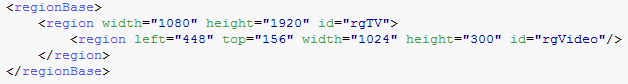 <regionBase>
<region width="1080" height="1920" id="rgTV">
<region left="448" top="156" width="1024" height="300" id="rgVideo"/>
</region>
</regionBase>